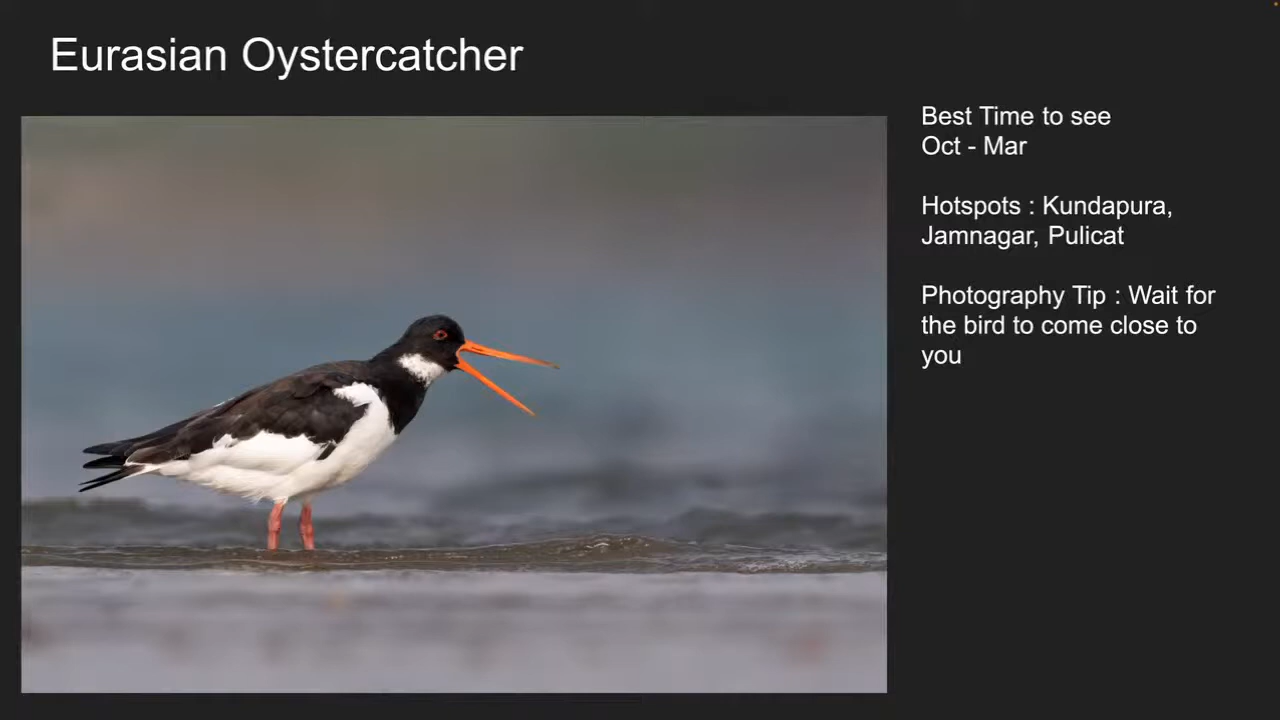 Eurasian Oystercatcher
Best Time to see
Oct - Mar
Hotspots : Kundapura,
Jamnagar, Pulicat
Photography Tip : Wait for
the bird to come close to
you